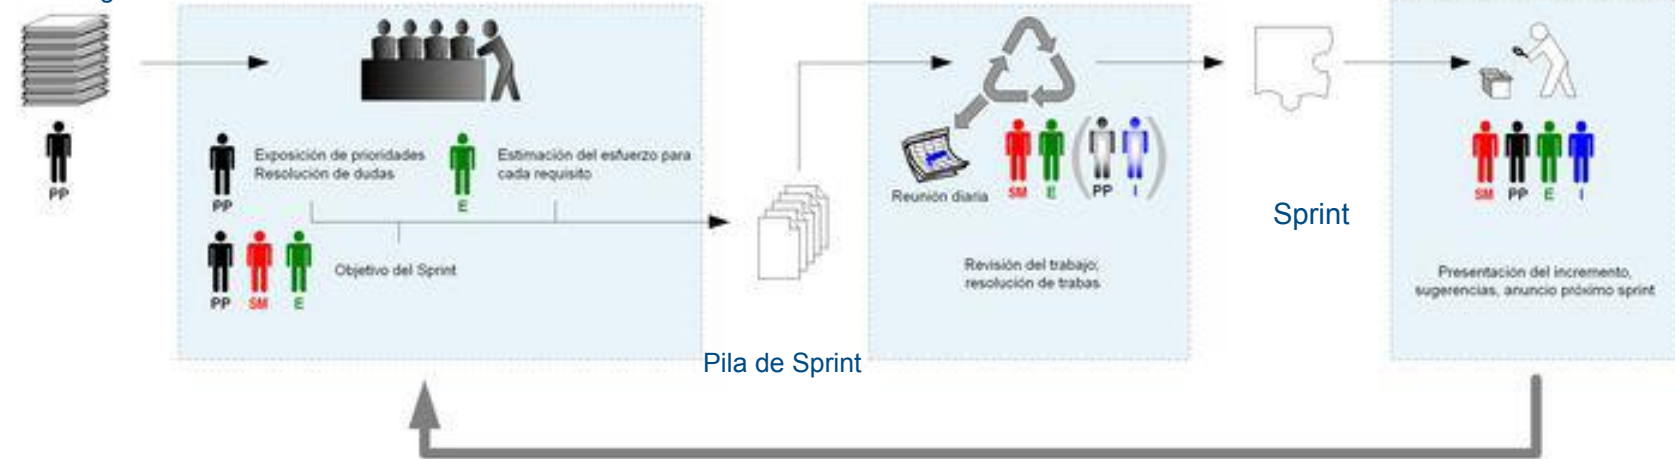 PP
Exposición de prioridades
Resolución de dudas
PP
Estimación del esfuerzo para
cada requisito
E
Objetivo del Sprint
PP SM E
Pila de Sprint
Reunión diaria
SM E PP I
Revisión del trabajo;
resolución de trabas
Sprint
SM PP E I
Presentación del incremento,
sugerencias, anuncio próximo sprint